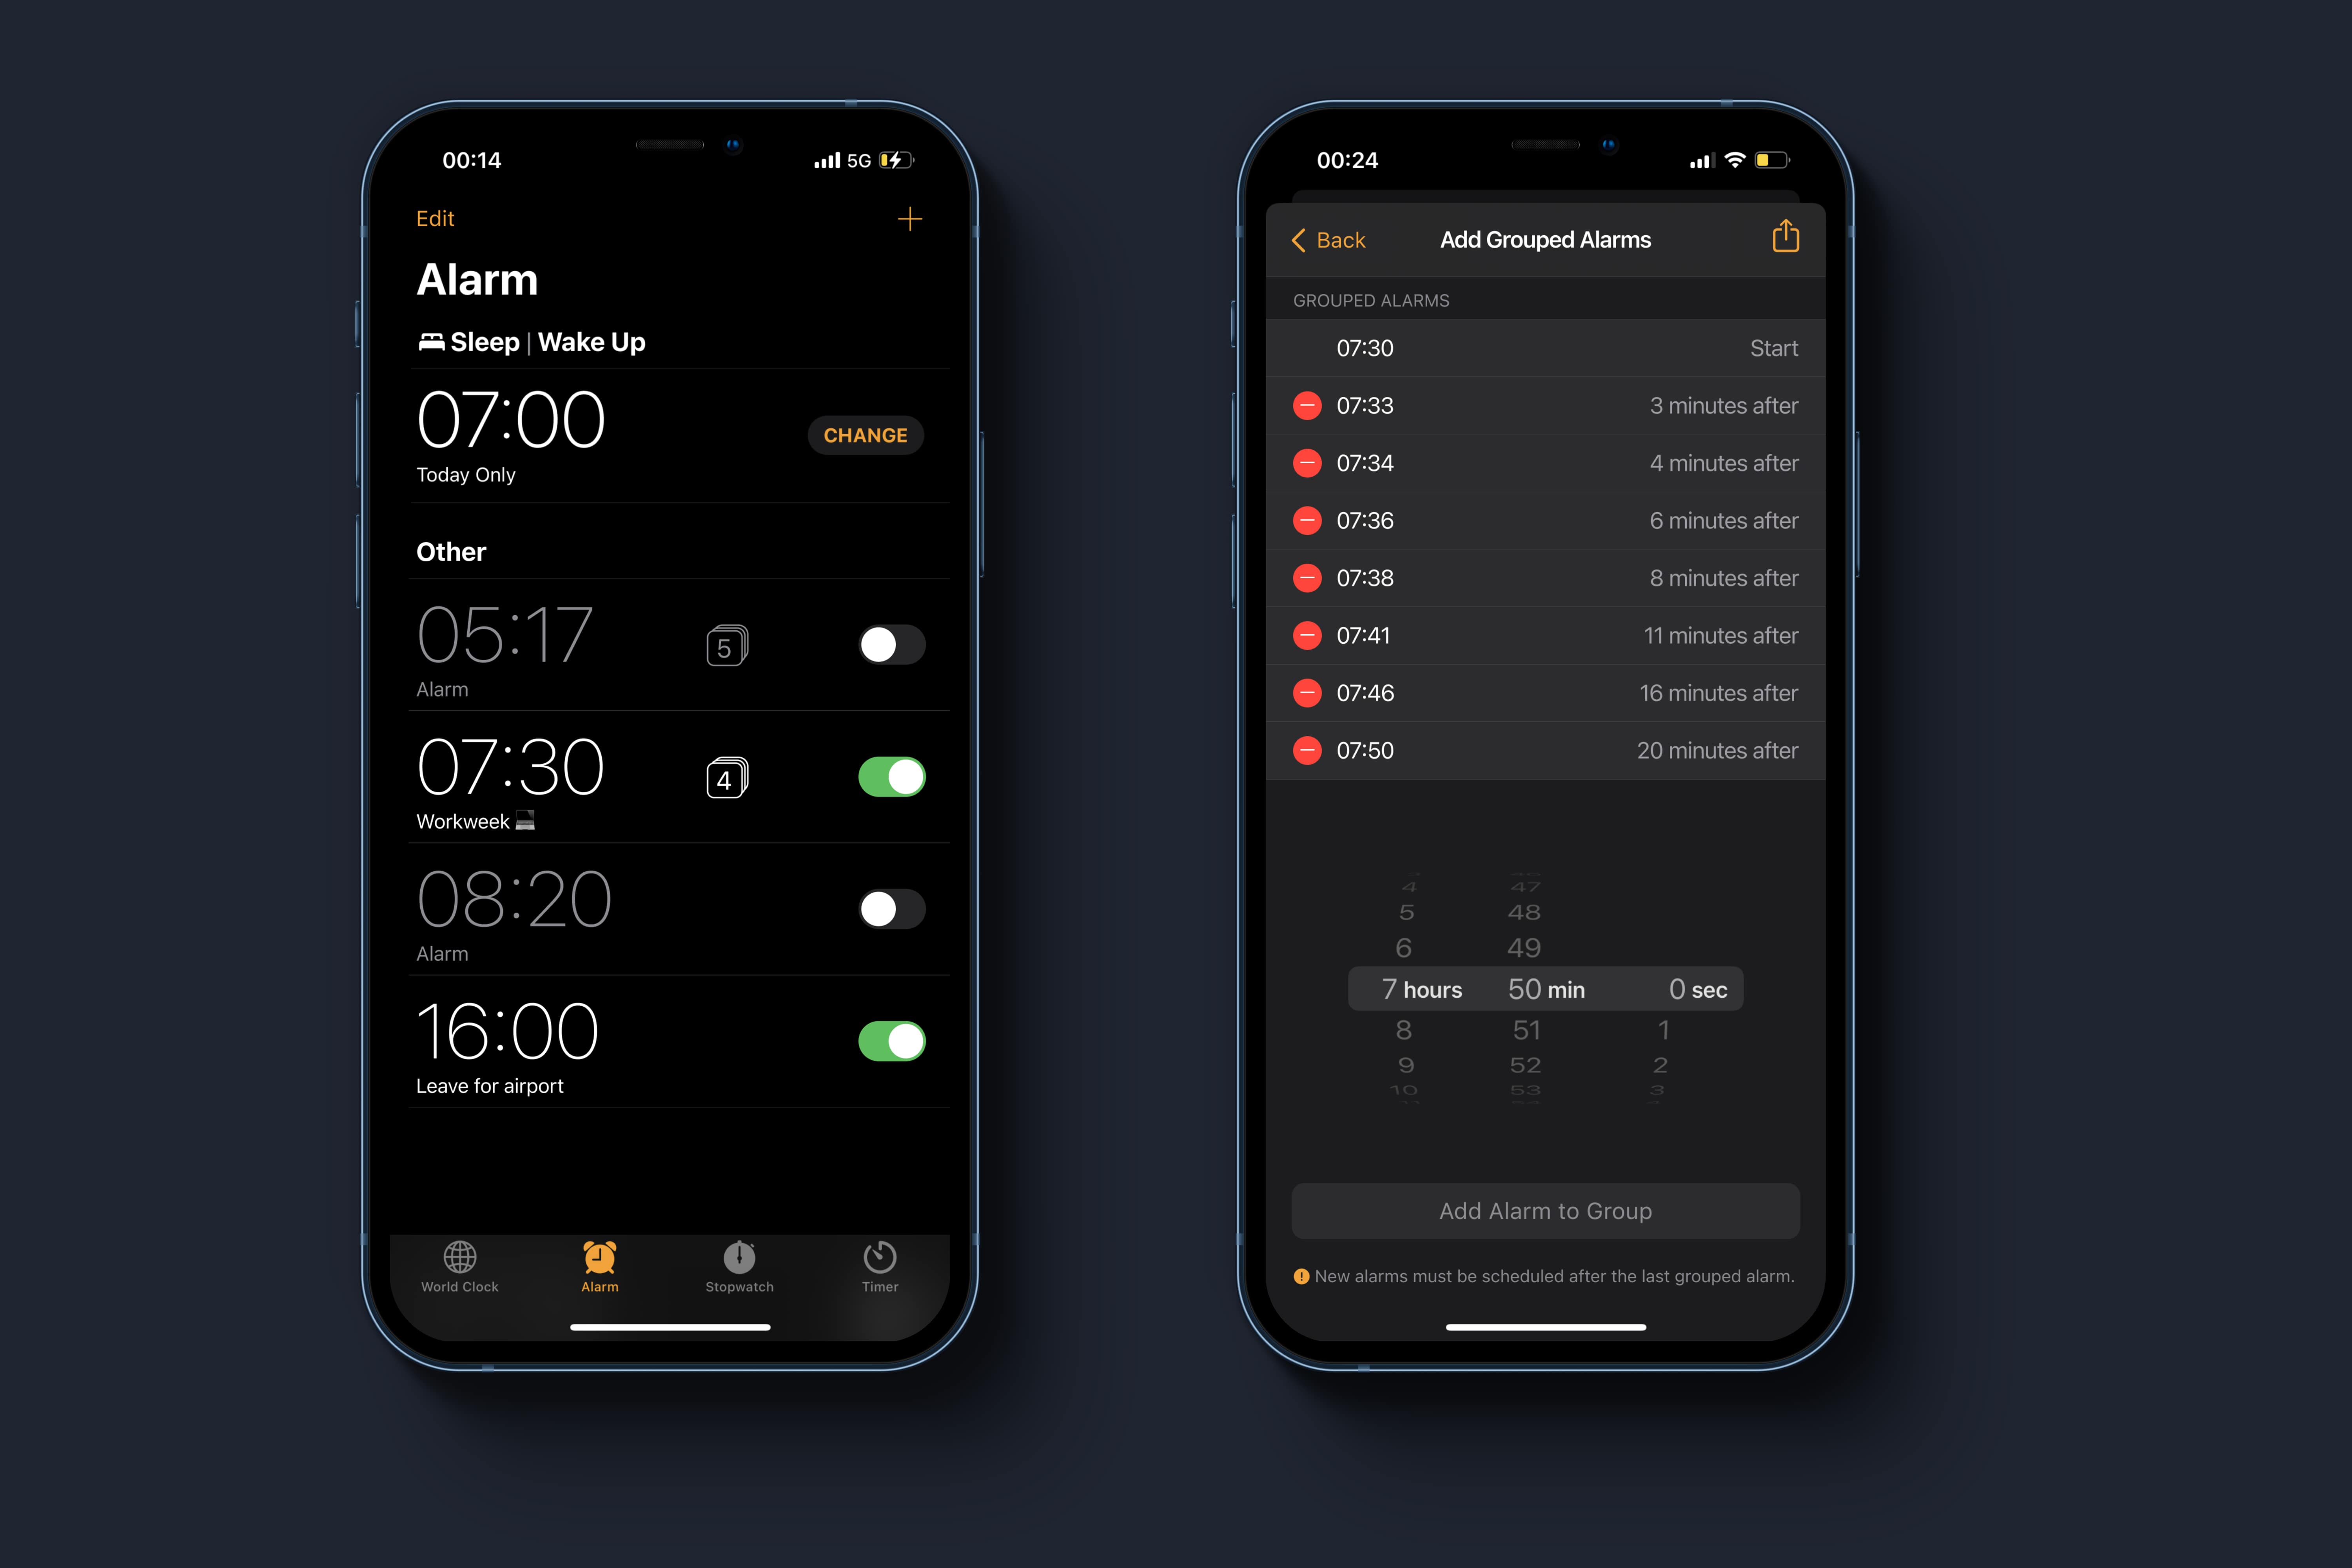 00:14
5G
Edit
Alarm
Sleep | Wake Up
07:00
CHANGE
Today Only
Other
05:17
5
Alarm
07:30
4
Workweek
08:20
Alarm
16:00
Leave for airport
World Clock Alarm Stopwatch Timer
00:24
Back Add Grouped Alarms
GROUPED ALARMS
07:30 Start
07:33 3 minutes after
07:34 4 minutes after
07:36 6 minutes after
07:38 8 minutes after
07:41 11 minutes after
07:46 16 minutes after
07:50 20 minutes after
4 47
5 48
6 49
7 hours 50 min 0 sec
8 51 1
9 52 2
10 53 3
Add Alarm to Group
New alarms must be scheduled after the last grouped alarm.